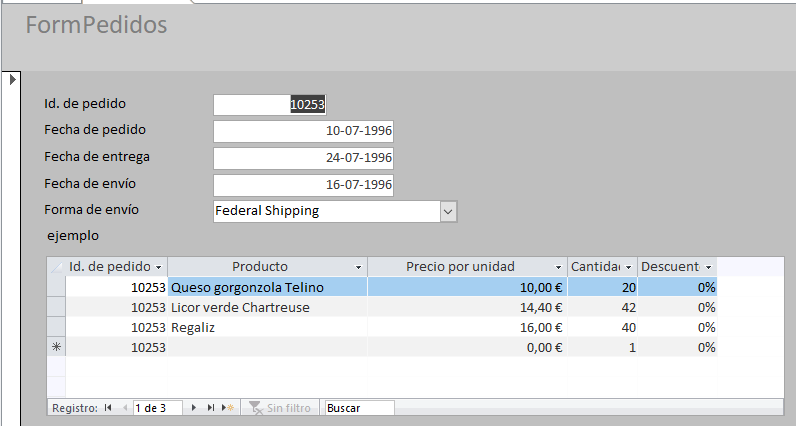 FormPedidos
Id. de pedido 10253
Fecha de pedido 10-07-1996
Fecha de entrega 24-07-1996
Fecha de envío 16-07-1996
Forma de envío Federal Shipping
ejemplo
Id. de pedido Producto Precio por unidad Cantidad Descuent
10253 Queso gorgonzola Telino 10,00 € 20 0%
10253 Licor verde Chartreuse 14,40 € 42 0%
10253 Regaliz 16,00 € 40 0%
10253 0,00 € 1 0%
Registro: 1 de 3 Sin filtro Buscar